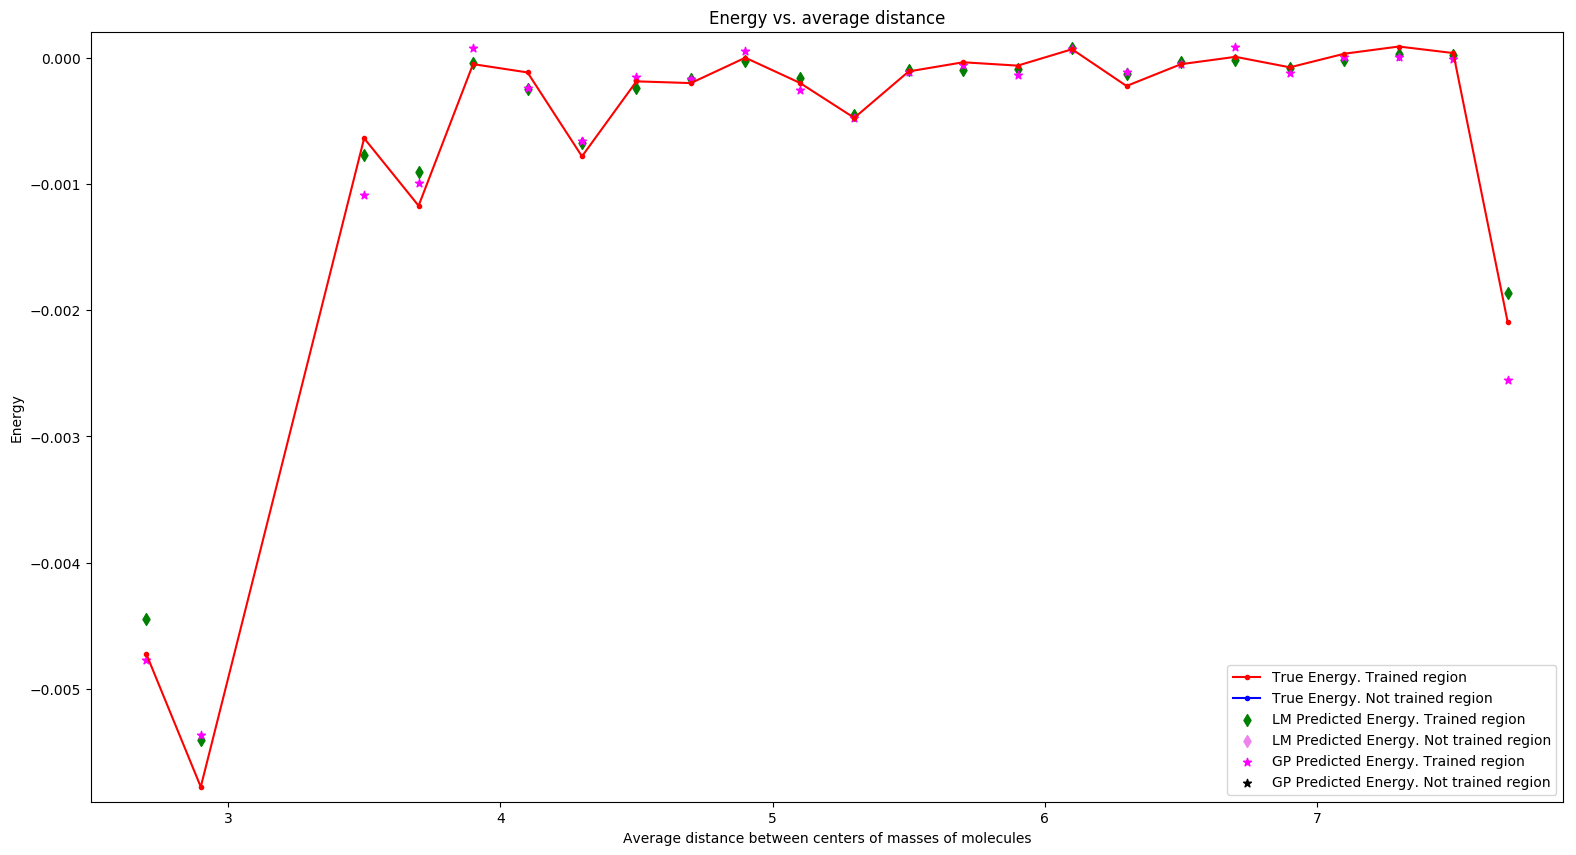 Energy vs. average distance
Energy
0.000
−0.001
−0.002
−0.003
−0.004
−0.005
3
4
5
6
7
Average distance between centers of masses of molecules
True Energy. Trained region
True Energy. Not trained region
LM Predicted Energy. Trained region
LM Predicted Energy. Not trained region
GP Predicted Energy. Trained region
GP Predicted Energy. Not trained region